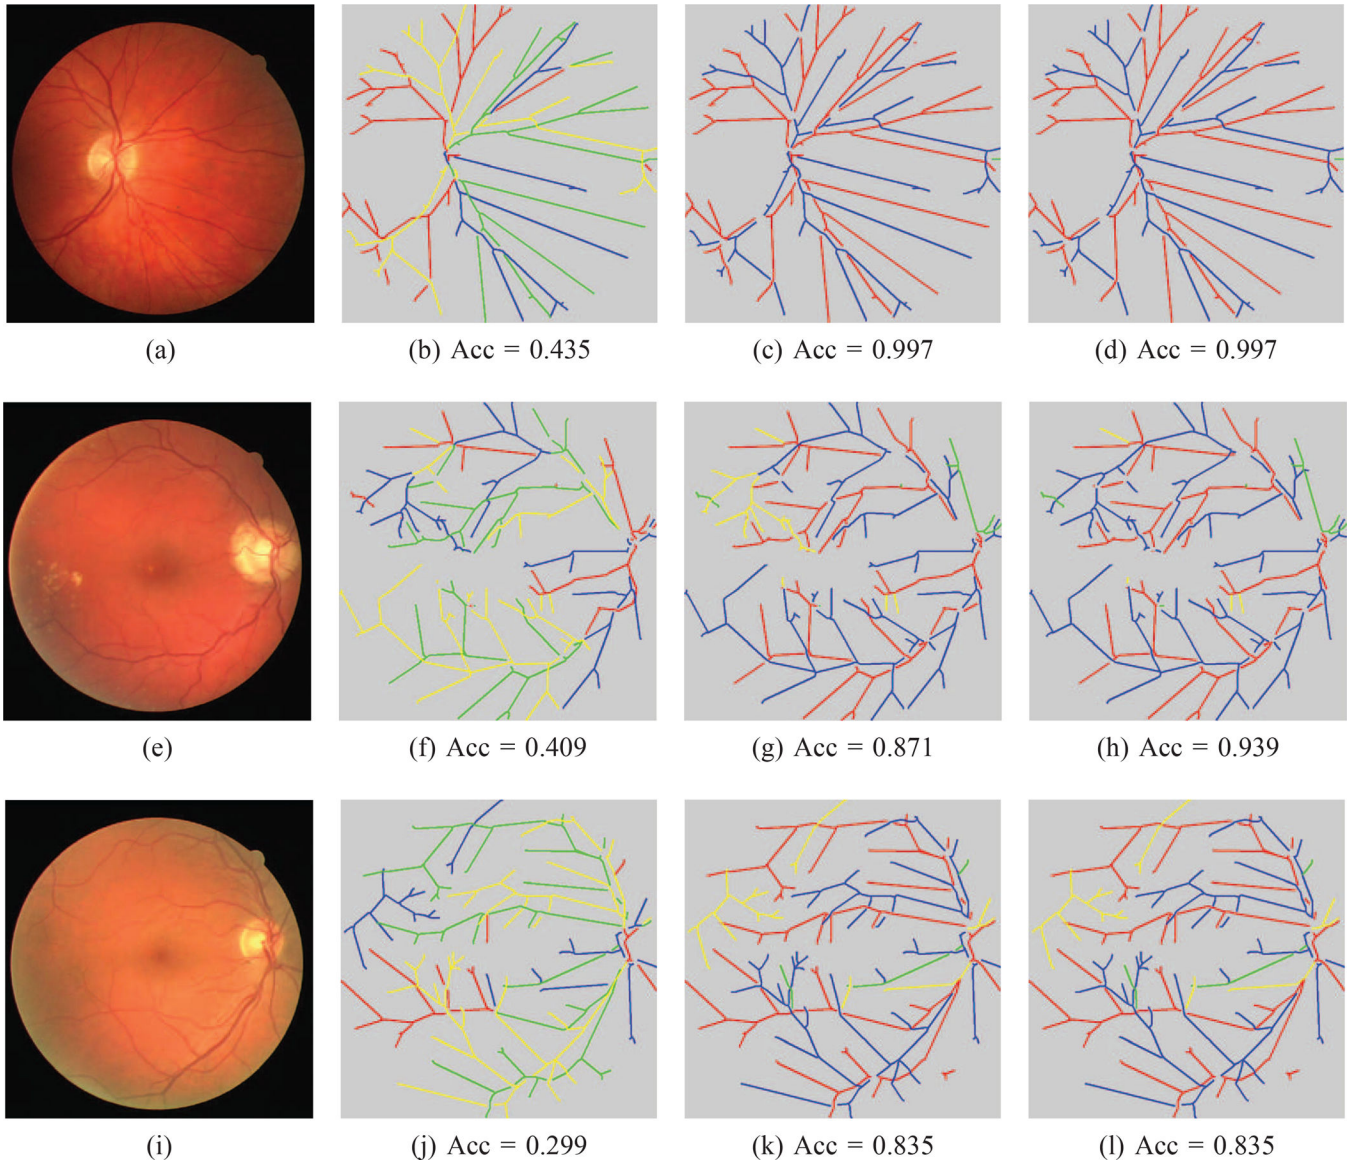 (a) (b) Acc = 0.435 (c) Acc = 0.997 (d) Acc = 0.997
(e) (f) Acc = 0.409 (g) Acc = 0.871 (h) Acc = 0.939
(i) (j) Acc = 0.299 (k) Acc = 0.835 (l) Acc = 0.835